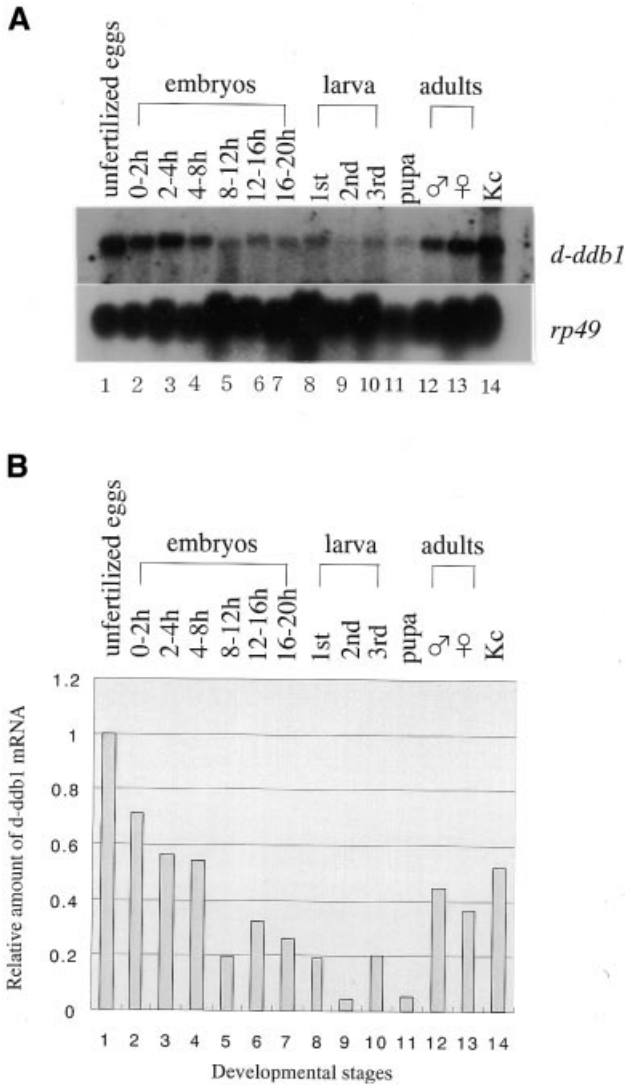 A
unfertilized eggs
embryos
larva
adults
0-2h
2-4h
4-8h
8-12h
12-16h
16-20h
1st
2nd
3rd
pupa
♂
♀
Kc
d-ddb1
rp49
1 2 3 4 5 6 7 8 9 10 11 12 13 14
B
unfertilized eggs
embryos
larva
adults
0-2h
2-4h
4-8h
8-12h
12-16h
16-20h
1st
2nd
3rd
pupa
♂
♀
Kc
Relative amount of d-ddb1 mRNA
1.2
1
0.8
0.6
0.4
0.2
0
1 2 3 4 5 6 7 8 9 10 11 12 13 14
Developmental stages